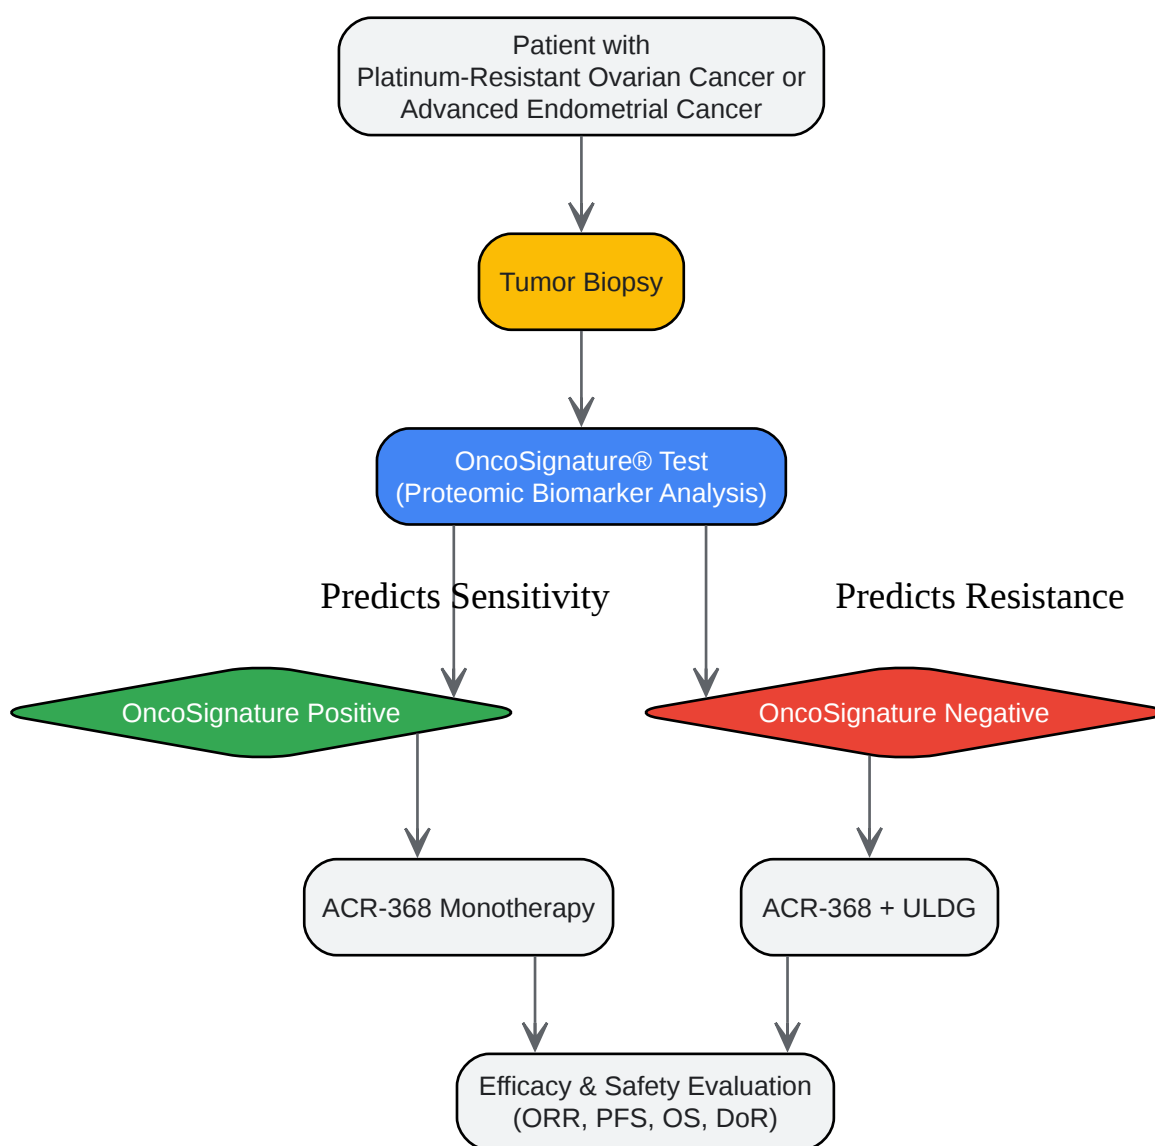 Patient with
Platinum-Resistant Ovarian Cancer or
Advanced Endometrial Cancer
Tumor Biopsy
OncoSignature® Test
(Proteomic Biomarker Analysis)
Predicts Sensitivity
Predicts Resistance
OncoSignature Positive
OncoSignature Negative
ACR-368 Monotherapy
ACR-368 + ULDG
Efficacy & Safety Evaluation
(ORR, PFS, OS, DoR)